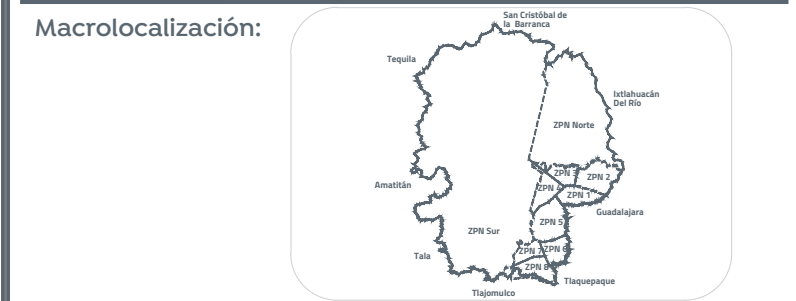 Macrolocalización:
San Cristóbal de
la Barranca
Tequila
Ixtlahuacán
Del Río
ZPN Norte
ZPN 3
ZPN 2
Amatitán
ZPN 4
ZPN 1
Guadalajara
ZPN 5
ZPN Sur
ZPN 7
ZPN 6
Tala
ZPN 8
Tlaquepaque
Tlajomulco